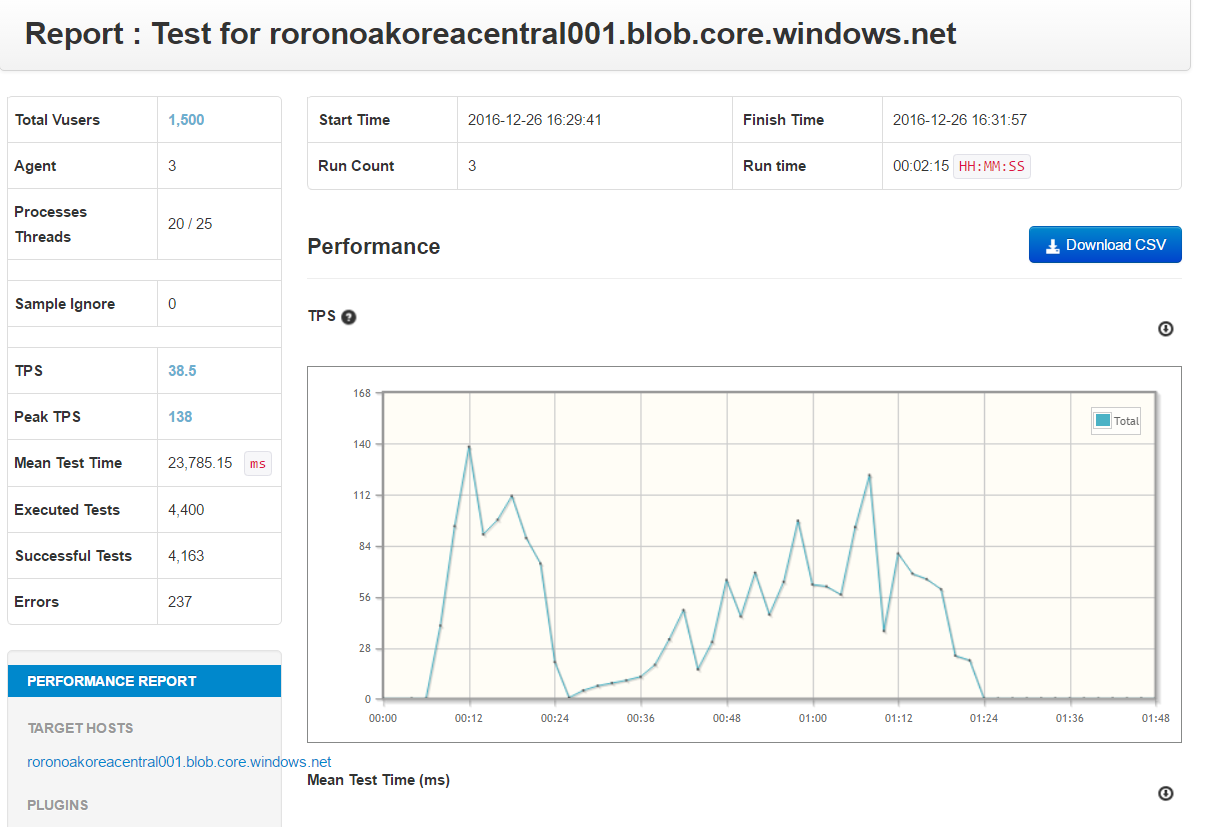 Report : Test for roronoakoreacentral001.blob.core.windows.net
Total Vusers 1,500
Agent 3
Processes
Threads
20 / 25
Sample Ignore 0
TPS 38.5
Peak TPS 138
Mean Test Time 23,785.15 ms
Executed Tests 4,400
Successful Tests 4,163
Errors 237
PERFORMANCE REPORT
TARGET HOSTS
roronoakoreacentral001.blob.core.windows.net
PLUGINS
Start Time 2016-12-26 16:29:41 Finish Time 2016-12-26 16:31:57
Run Count 3 Run time 00:02:15 HH:MM:SS
Performance
Download CSV
TPS ?
168
140
112
84
56
28
0
Total
00:00 00:12 00:24 00:36 00:48 01:00 01:12 01:24 01:36 01:48
Mean Test Time (ms)